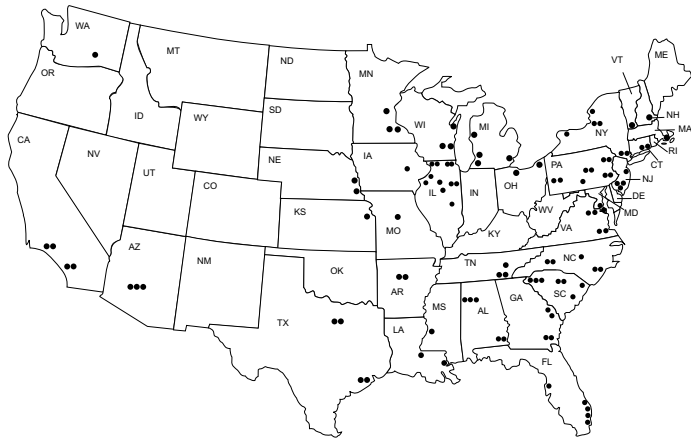 WA
MT
ND
MN
VT
ME
OR
ID
WY
SD
WI
MI
NY
NH
MA
RI
CT
CA
NV
UT
CO
NE
IA
IL
IN
OH
PA
NJ
DE
MD
WV
VA
KS
MO
KY
AZ
NM
OK
AR
TN
NC
SC
TX
LA
MS
AL
GA
FL